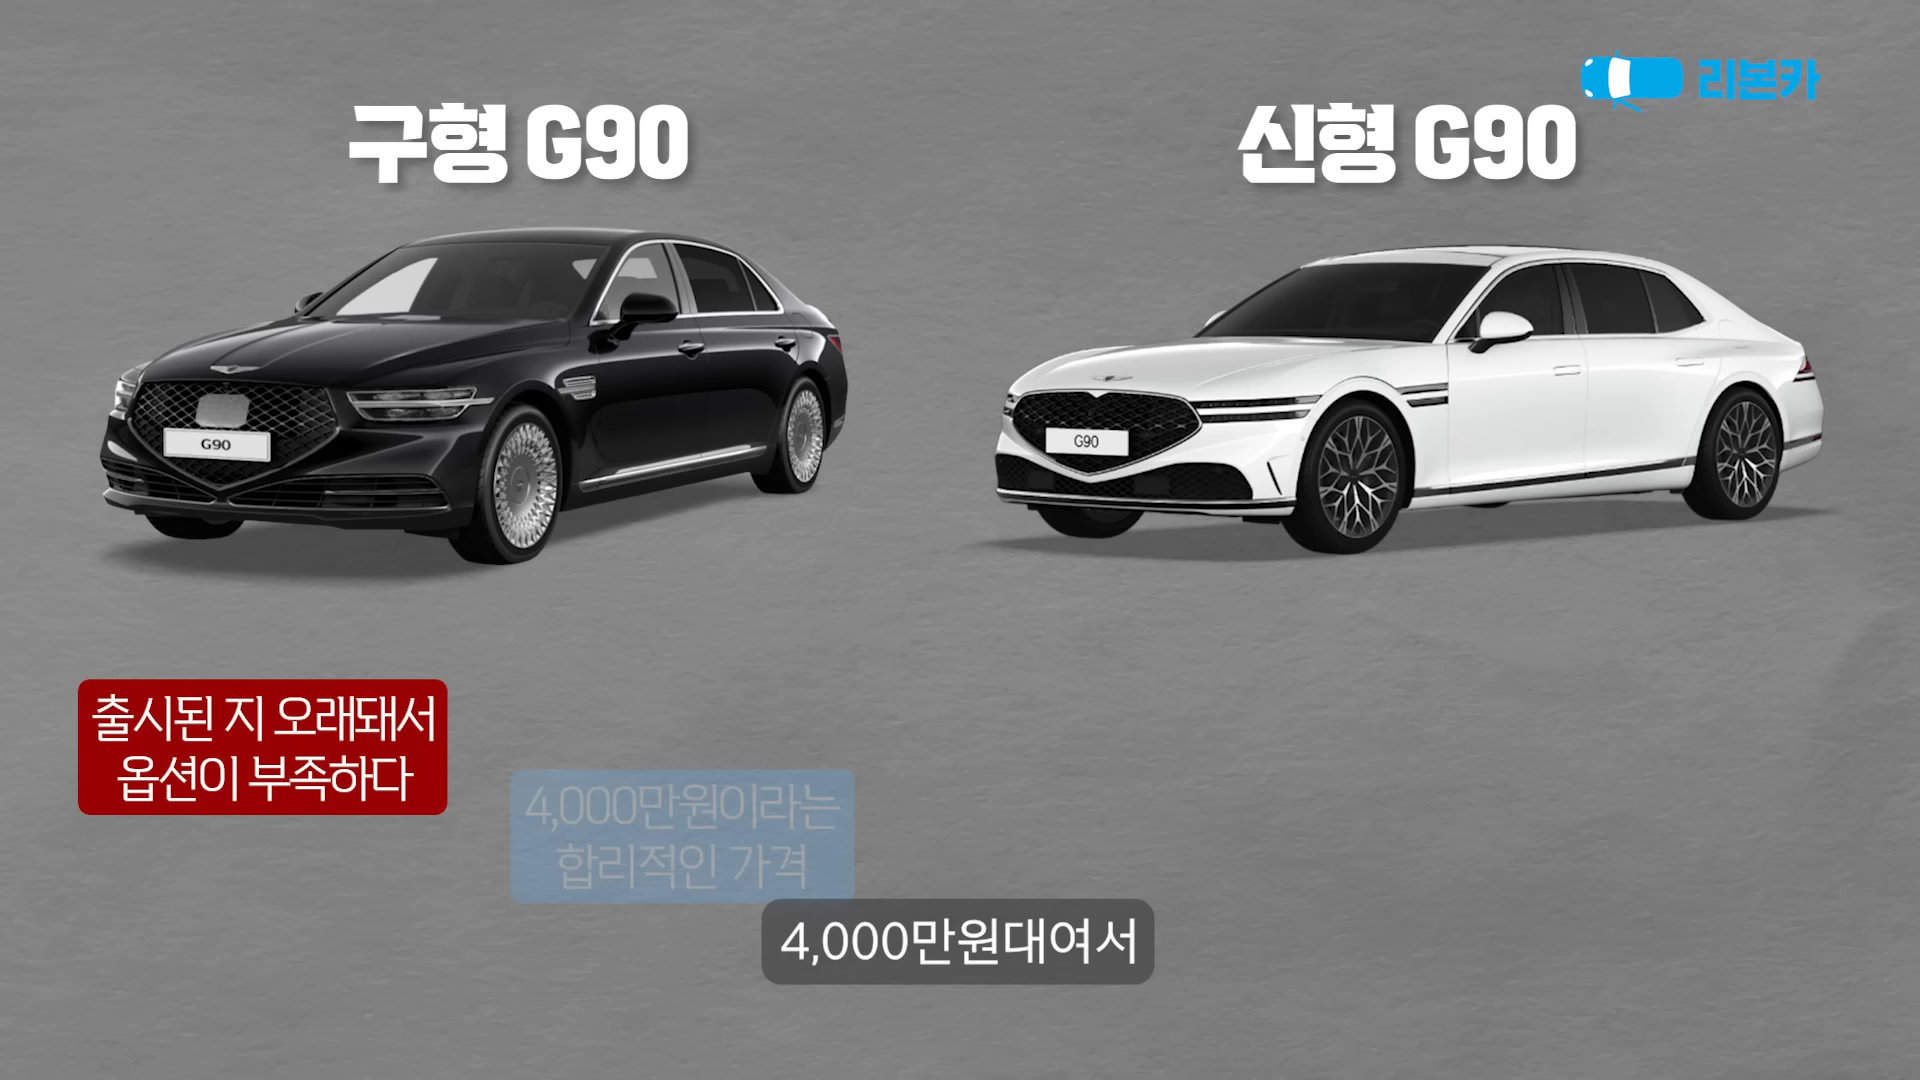 리본카
구형 G90
신형 G90
G90
G90
출시된 지 오래돼서
옵션이 부족하다
4,000만원이라는
합리적인 가격
4,000만원대여서